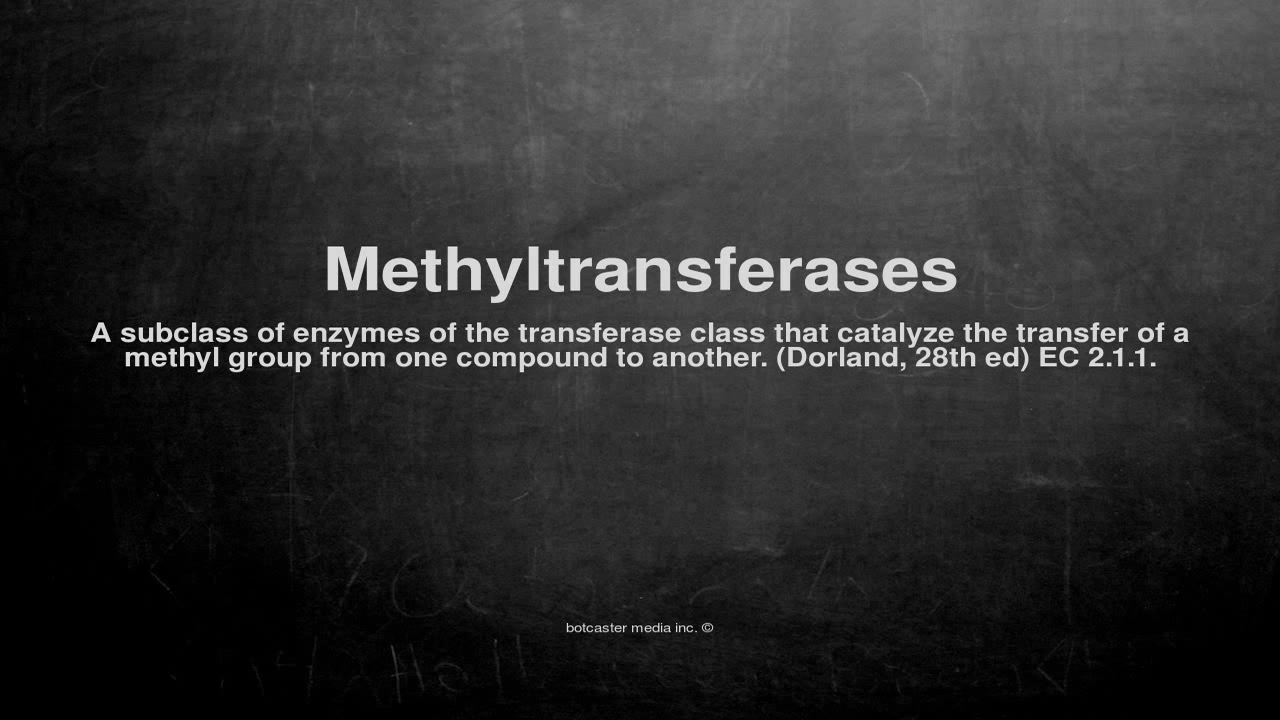 Methyltransferases
A subclass of enzymes of the transferase class that catalyze the transfer of a
methyl group from one compound to another. (Dorland, 28th ed) EC 2.1.1.
botcaster media inc. ©